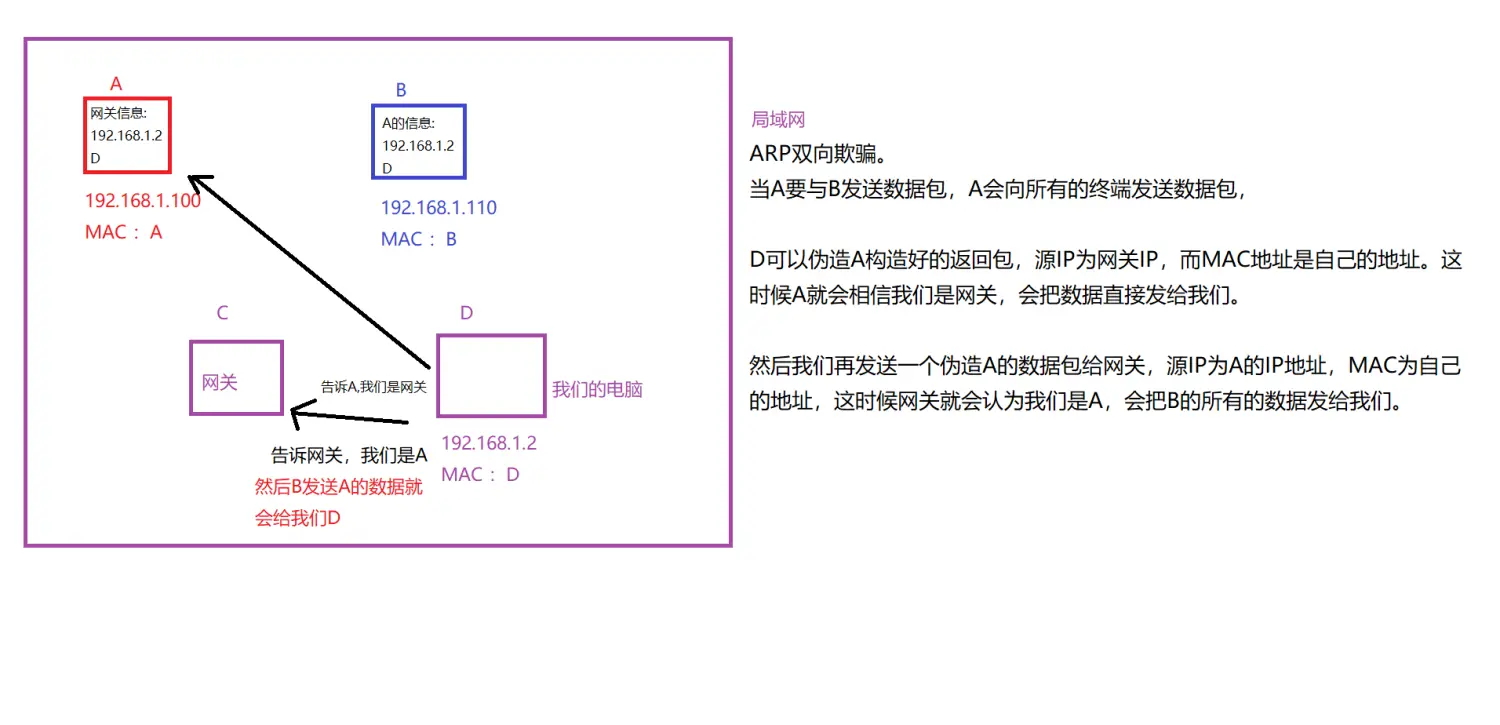 A
网关信息:
192.168.1.2
D
192.168.1.100
MAC ：A
B
A的信息:
192.168.1.2
D
192.168.1.110
MAC ：B
C
网关
D
我们的电脑
192.168.1.2
MAC ：D
告诉A,我们是网关
告诉网关，我们是A
然后B发送A的数据就
会给我们D
局域网
ARP双向欺骗。
当A要与B发送数据包，A会向所有的终端发送数据包，
D可以伪造A构造好的返回包，源IP为网关IP，而MAC地址是自己的地址。这
时候A就会相信我们是网关，会把数据直接发给我们。
然后我们再发送一个伪造A的数据包给网关，源IP为A的IP地址，MAC为自己
的地址，这时候网关就会认为我们是A，会把B的所有的数据发给我们。